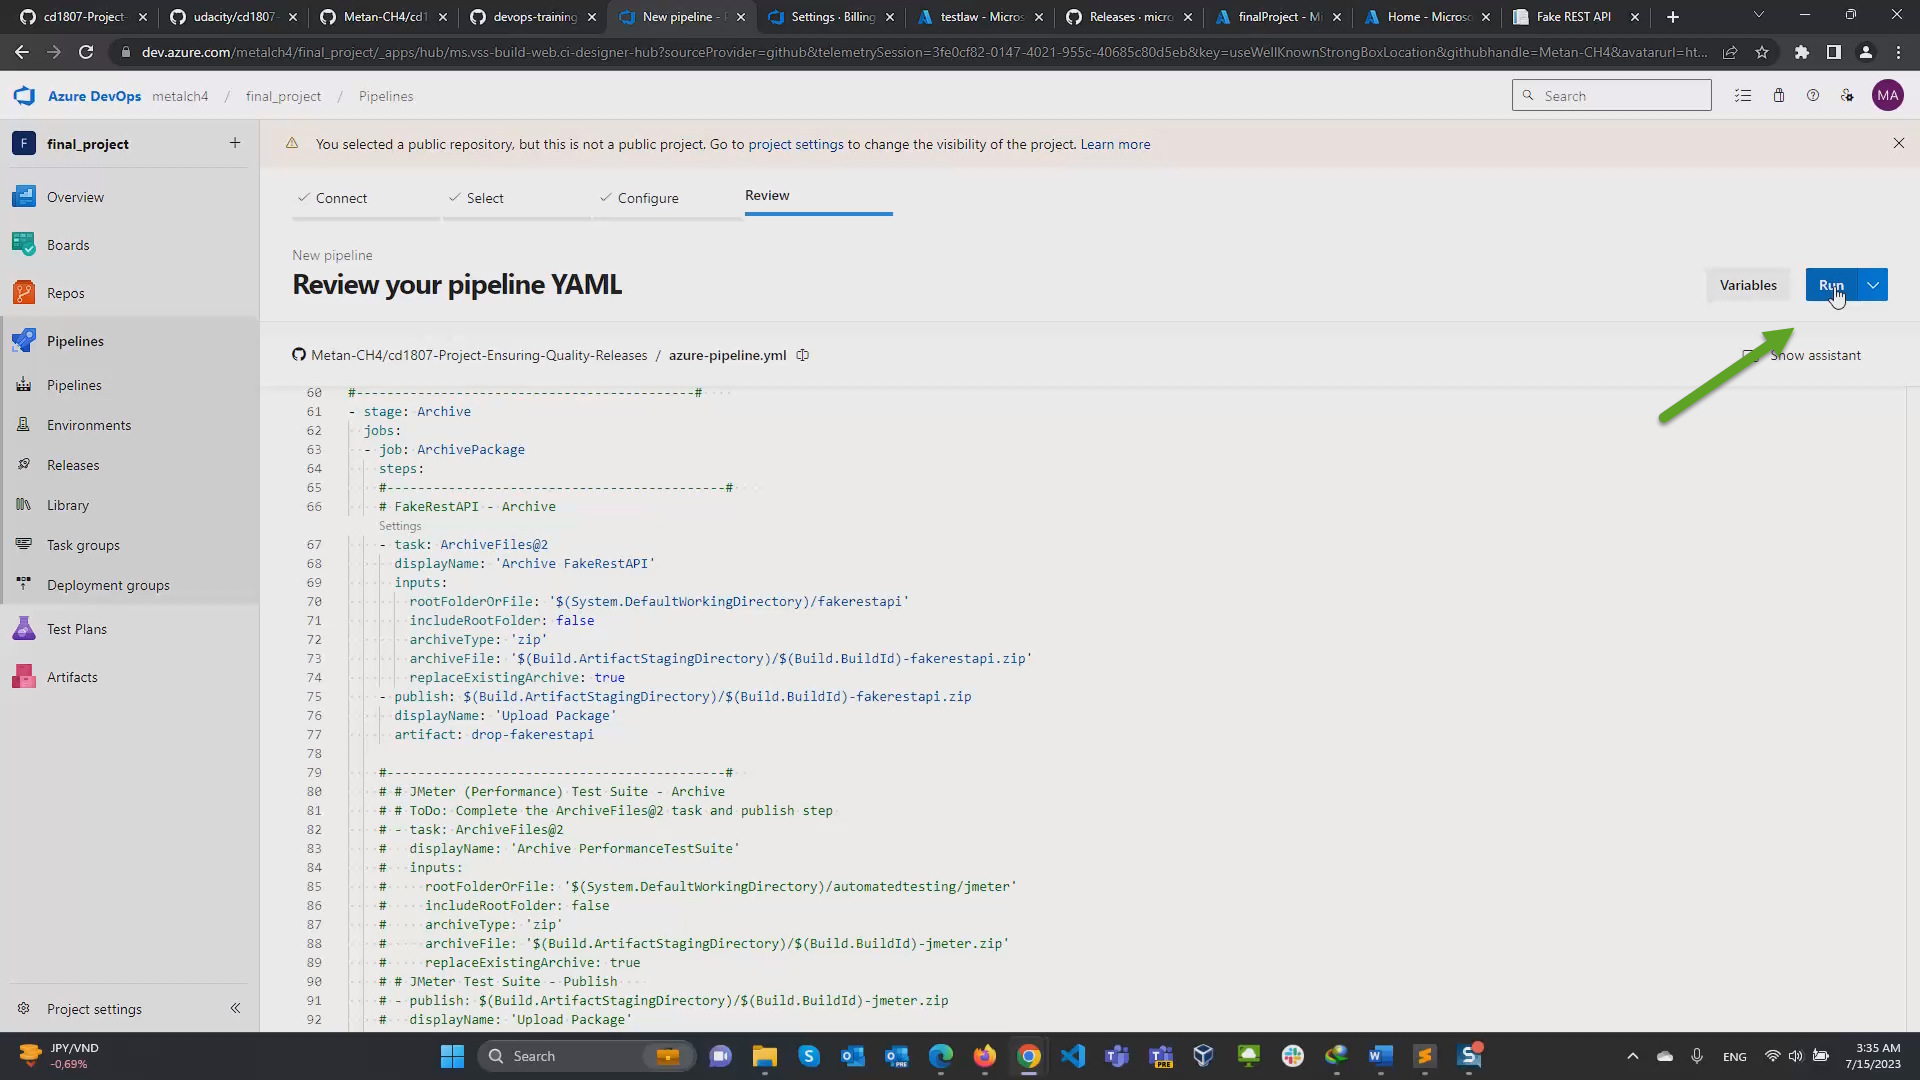 cd1807-Project-
udacity/cd1807-
Metan-CH4/cd1
devops-training
New pipeline -
Settings · Billing
testlaw - Micros
Releases · micro
finalProject - M
Home - Microsc
Fake REST API
dev.azure.com/metalch4/final_project/_apps/hub/ms.vss-build-web.ci-designer-hub?sourceProvider=github&telemetrySession=3fe0cf82-0147-4021-955c-40685c80d5eb&key=useWellKnownStrongBoxLocation&githubhandle=Metan-CH4&avatarurl=ht...
Azure DevOps metalch4 / final_project / Pipelines
Search
MA
F final_project
You selected a public repository, but this is not a public project. Go to project settings to change the visibility of the project. Learn more
Overview
Boards
Repos
Pipelines
Pipelines
Environments
Releases
Library
Task groups
Deployment groups
Test Plans
Artifacts
Project settings
Connect
Select
Configure
Review
New pipeline
Review your pipeline YAML
Variables
Run
Metan-CH4/cd1807-Project-Ensuring-Quality-Releases / azure-pipeline.yml
Show assistant
60 #--------------------------------------------#
61 - stage: Archive
62 jobs:
63 - job: ArchivePackage
64 steps:
65 #--------------------------------------------#
66 # FakeRestAPI - Archive
Settings
67 - task: ArchiveFiles@2
68 displayName: 'Archive FakeRestAPI'
69 inputs:
70 rootFolderOrFile: '$(System.DefaultWorkingDirectory)/fakerestapi'
71 includeRootFolder: false
72 archiveType: 'zip'
73 archiveFile: '$(Build.ArtifactStagingDirectory)/$(Build.BuildId)-fakerestapi.zip'
74 replaceExistingArchive: true
75 - publish: $(Build.ArtifactStagingDirectory)/$(Build.BuildId)-fakerestapi.zip
76 displayName: 'Upload Package'
77 artifact: drop-fakerestapi
78
79 #--------------------------------------------#
80 # # JMeter (Performance) Test Suite - Archive
81 # # ToDo: Complete the ArchiveFiles@2 task and publish step
82 # - task: ArchiveFiles@2
83 # displayName: 'Archive PerformanceTestSuite'
84 # inputs:
85 # rootFolderOrFile: '$(System.DefaultWorkingDirectory)/automatedtesting/jmeter'
86 # includeRootFolder: false
87 # archiveType: 'zip'
88 # archiveFile: '$(Build.ArtifactStagingDirectory)/$(Build.BuildId)-jmeter.zip'
89 # replaceExistingArchive: true
90 # # JMeter Test Suite - Publish
91 # - publish: $(Build.ArtifactStagingDirectory)/$(Build.BuildId)-jmeter.zip
92 # displayName: 'Upload Package'
JPY/VND
-0,69%
Search
ENG
3:35 AM
7/15/2023